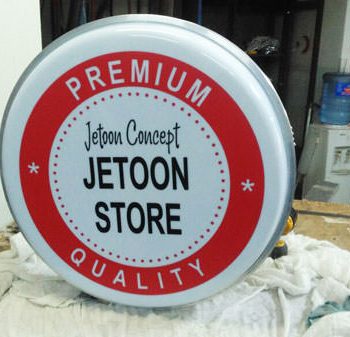 PREMIUM
Jetoon Concept
JETOON
STORE
* *
QUALITY